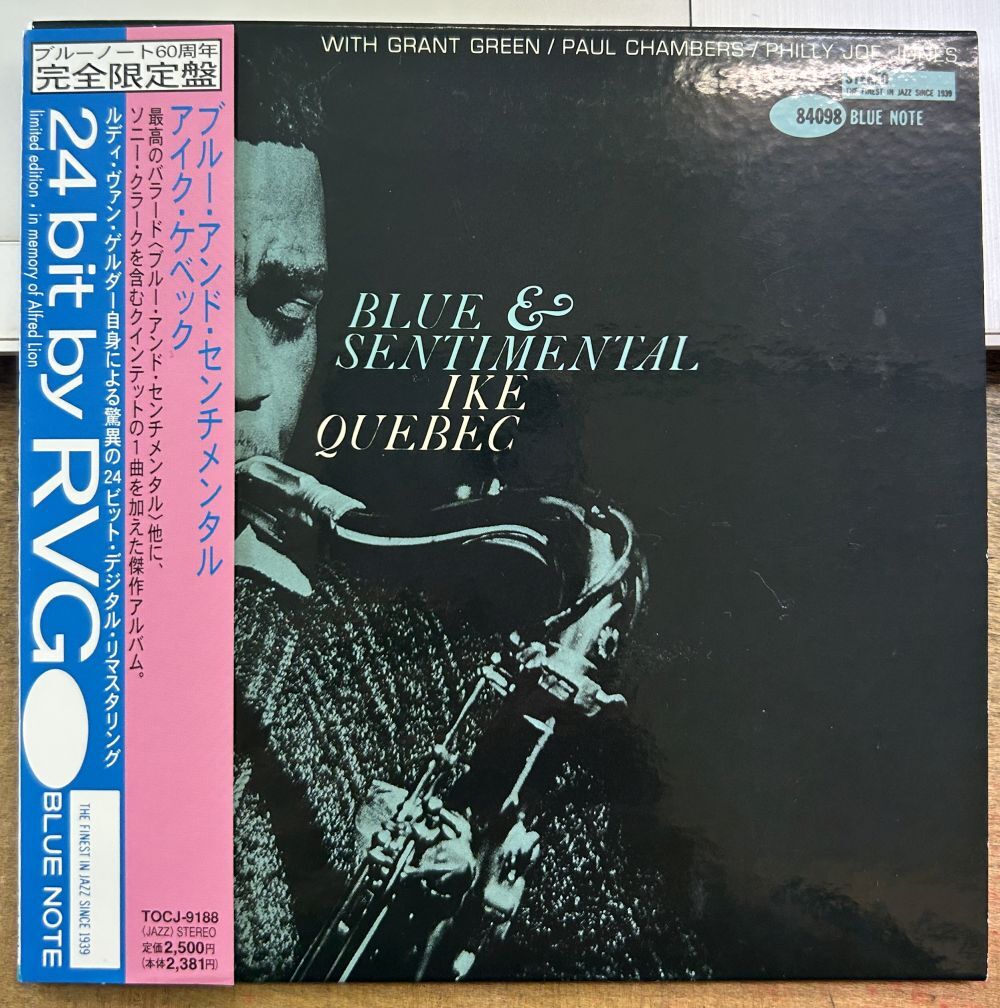 ブルーノート60周年
完全限定盤
ブルー・アンド・センチメンタル
アイク・ケベック
最高のバラード〈ブルー・アンド・センチメンタル〉他に、
ソニー・クラークを含むクインテットの1曲を加えた傑作アルバム。
ルディ・ヴァン・ゲルダー自身による驚異の24ビット・デジタル・リマスタリング
24 bit by RVG
limited edition・in memory of Alfred Lion
BLUE NOTE
THE FINEST IN JAZZ SINCE 1939
TOCJ-9188
(JAZZ) STEREO
定価2,500円
(本体2,381円)
WITH GRANT GREEN / PAUL CHAMBERS / PHILLY JOE JONES
STEREO
THE FINEST IN JAZZ SINCE 1939
84098 BLUE NOTE
BLUE &
SENTIMENTAL
IKE
QUEBEC